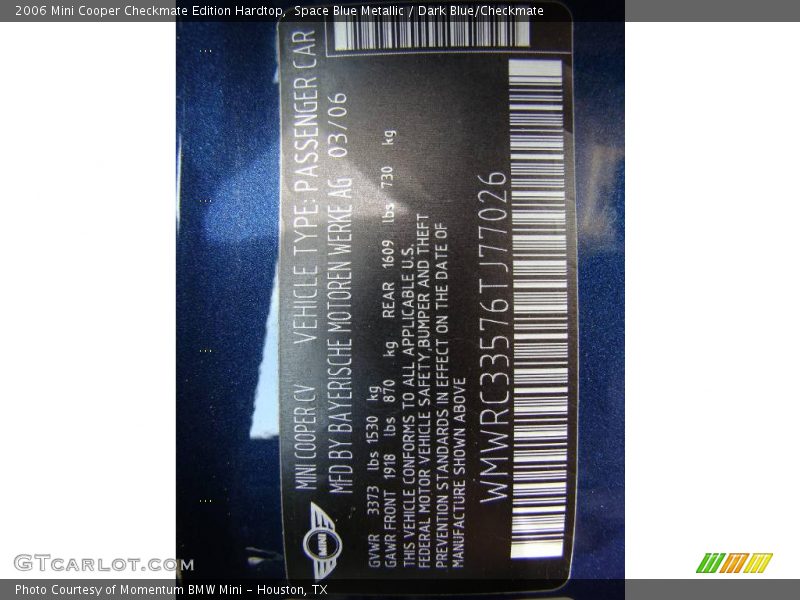 2006 Mini Cooper Checkmate Edition Hardtop, Space Blue Metallic / Dark Blue/Checkmate
MINI COOPER CV VEHICLE TYPE: PASSENGER CAR
MFD BY BAYERISCHE MOTOREN WERKE AG 03/06
GVWR 3373 lbs 1530 kg
GAWR FRONT 1918 lbs 870 kg REAR 1609 lbs 730 kg
THIS VEHICLE CONFORMS TO ALL APPLICABLE U.S.
FEDERAL MOTOR VEHICLE SAFETY,BUMPER AND THEFT
PREVENTION STANDARDS IN EFFECT ON THE DATE OF
MANUFACTURE SHOWN ABOVE
WMWRC33576TJ77026
MINI
GTCARLOT.COM
Photo Courtesy of Momentum BMW Mini - Houston, TX